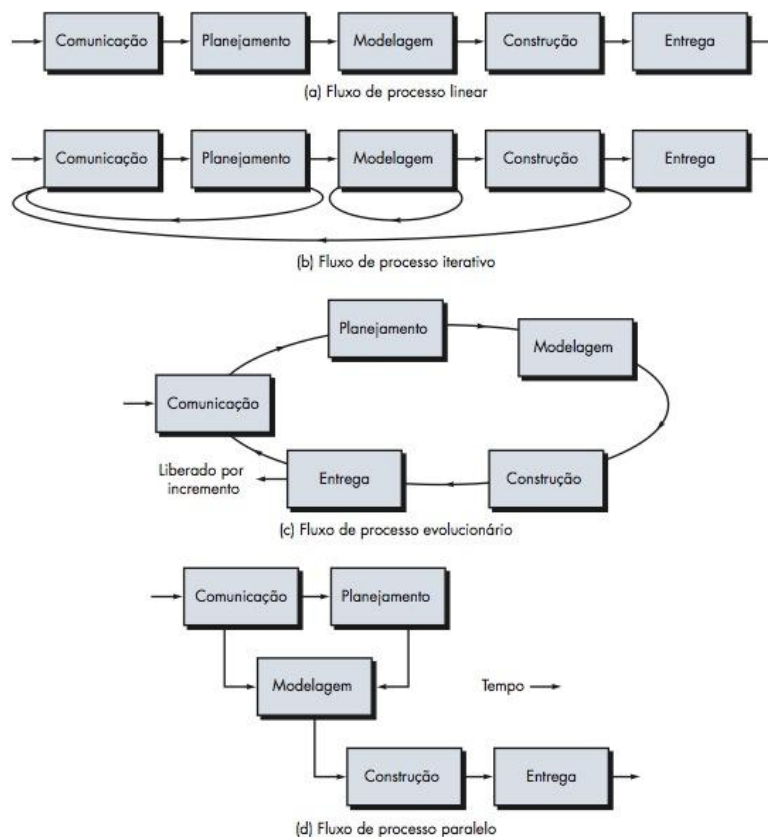 Comunicação Planejamento Modelagem Construção Entrega
(a) Fluxo de processo linear
Comunicação Planejamento Modelagem Construção Entrega
(b) Fluxo de processo iterativo
Planejamento
Modelagem
Comunicação
Liberado por
incremento
Entrega
Construção
(c) Fluxo de processo evolucionário
Comunicação Planejamento
Modelagem
Tempo
Construção Entrega
(d) Fluxo de processo paralelo